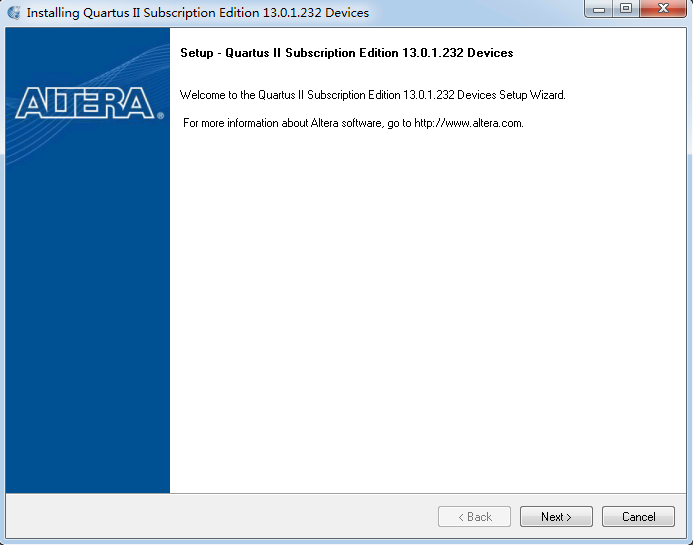 Installing Quartus II Subscription Edition 13.0.1.232 Devices
ALTERA®
Setup - Quartus II Subscription Edition 13.0.1.232 Devices
Welcome to the Quartus II Subscription Edition 13.0.1.232 Devices Setup Wizard.
For more information about Altera software, go to http://www.altera.com.
< Back
Next >
Cancel